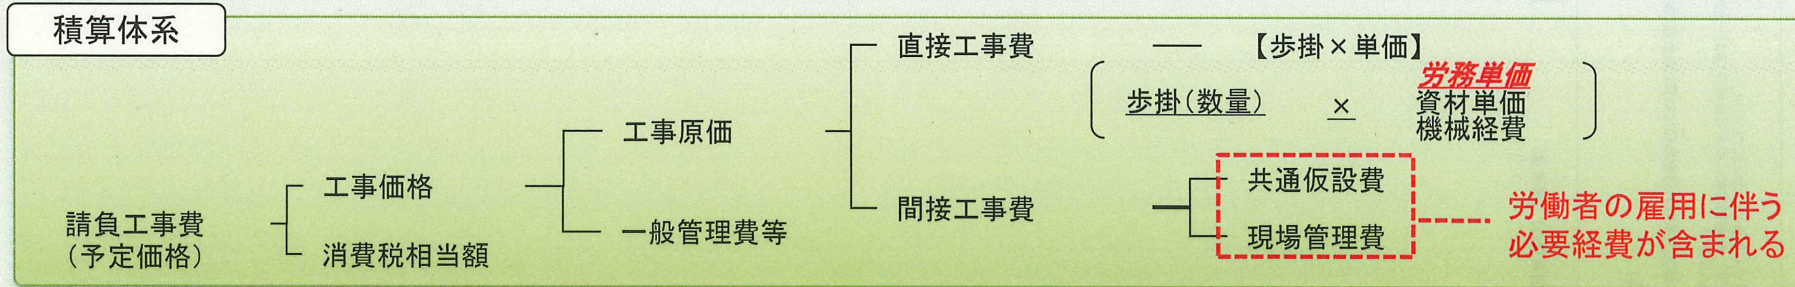 積算体系
直接工事費 【歩掛×単価】
労務単価
歩掛(数量) × 資材単価
機械経費
工事原価
共通仮設費
工事価格
間接工事費
労働者の雇用に伴う
請負工事費
一般管理費等
現場管理費
必要経費が含まれる
(予定価格)
消費税相当額